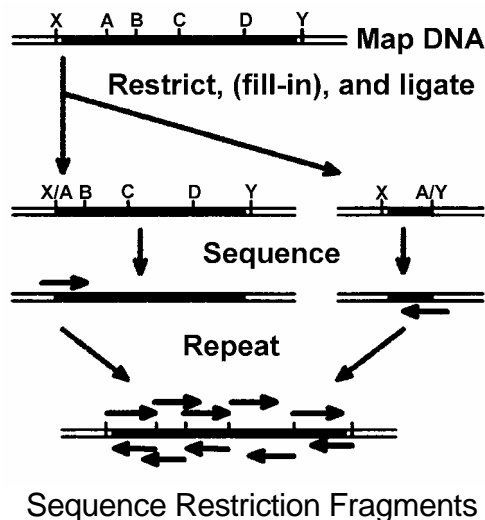 X A B C D Y
Map DNA
Restrict, (fill-in), and ligate
X/A B C D Y X A/Y
Sequence
Repeat
Sequence Restriction Fragments